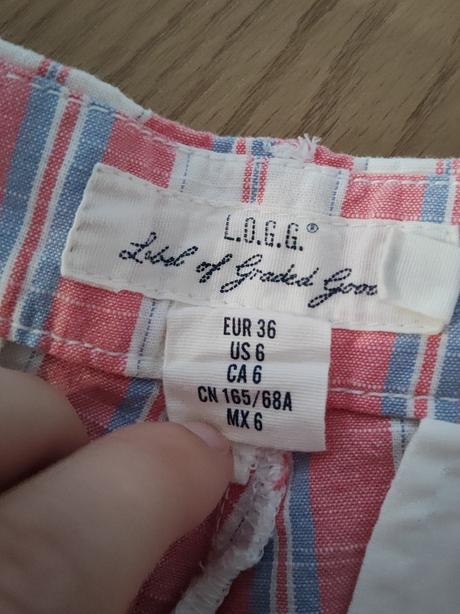 L.O.G.G.®
Label of Graded Goo
EUR 36
US 6
CA 6
CN 165/68A
MX 6